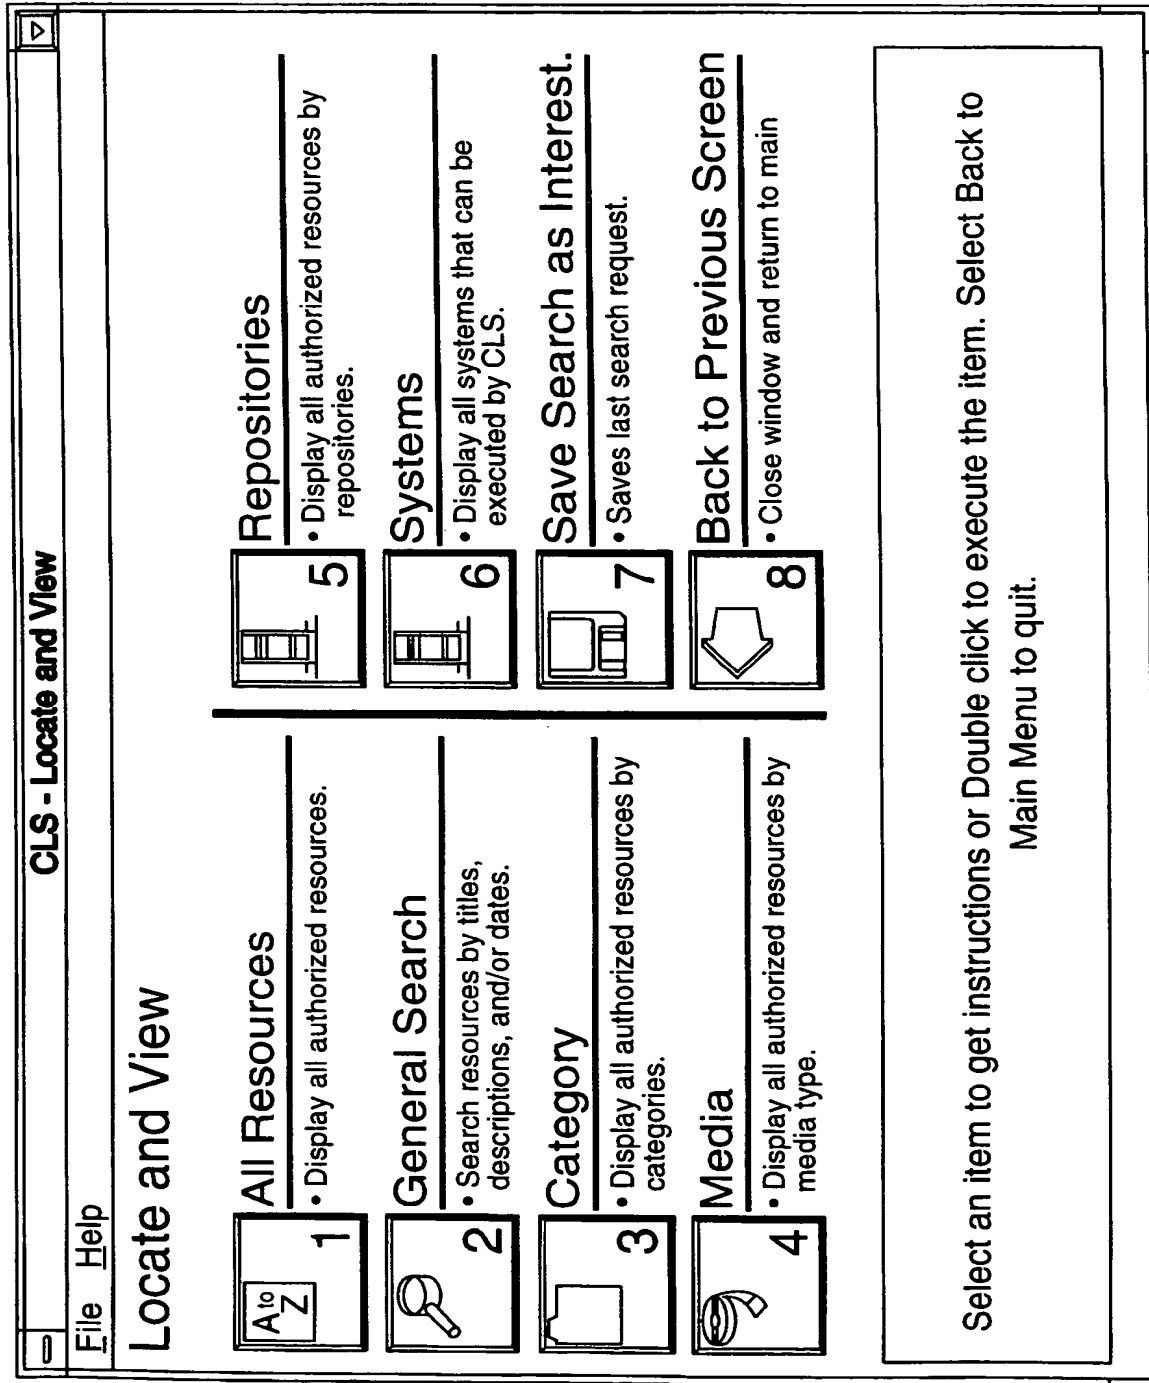 CLS - Locate and View
File Help
Locate and View
A to
Z
1
All Resources
• Display all authorized resources.
2
General Search
• Search resources by titles,
descriptions, and/or dates.
3
Category
• Display all authorized resources by
categories.
4
Media
• Display all authorized resources by
media type.
5
Repositories
• Display all authorized resources by
repositories.
6
Systems
• Display all systems that can be
executed by CLS.
7
Save Search as Interest.
• Saves last search request.
8
Back to Previous Screen
• Close window and return to main
Select an item to get instructions or Double click to execute the item. Select Back to
Main Menu to quit.